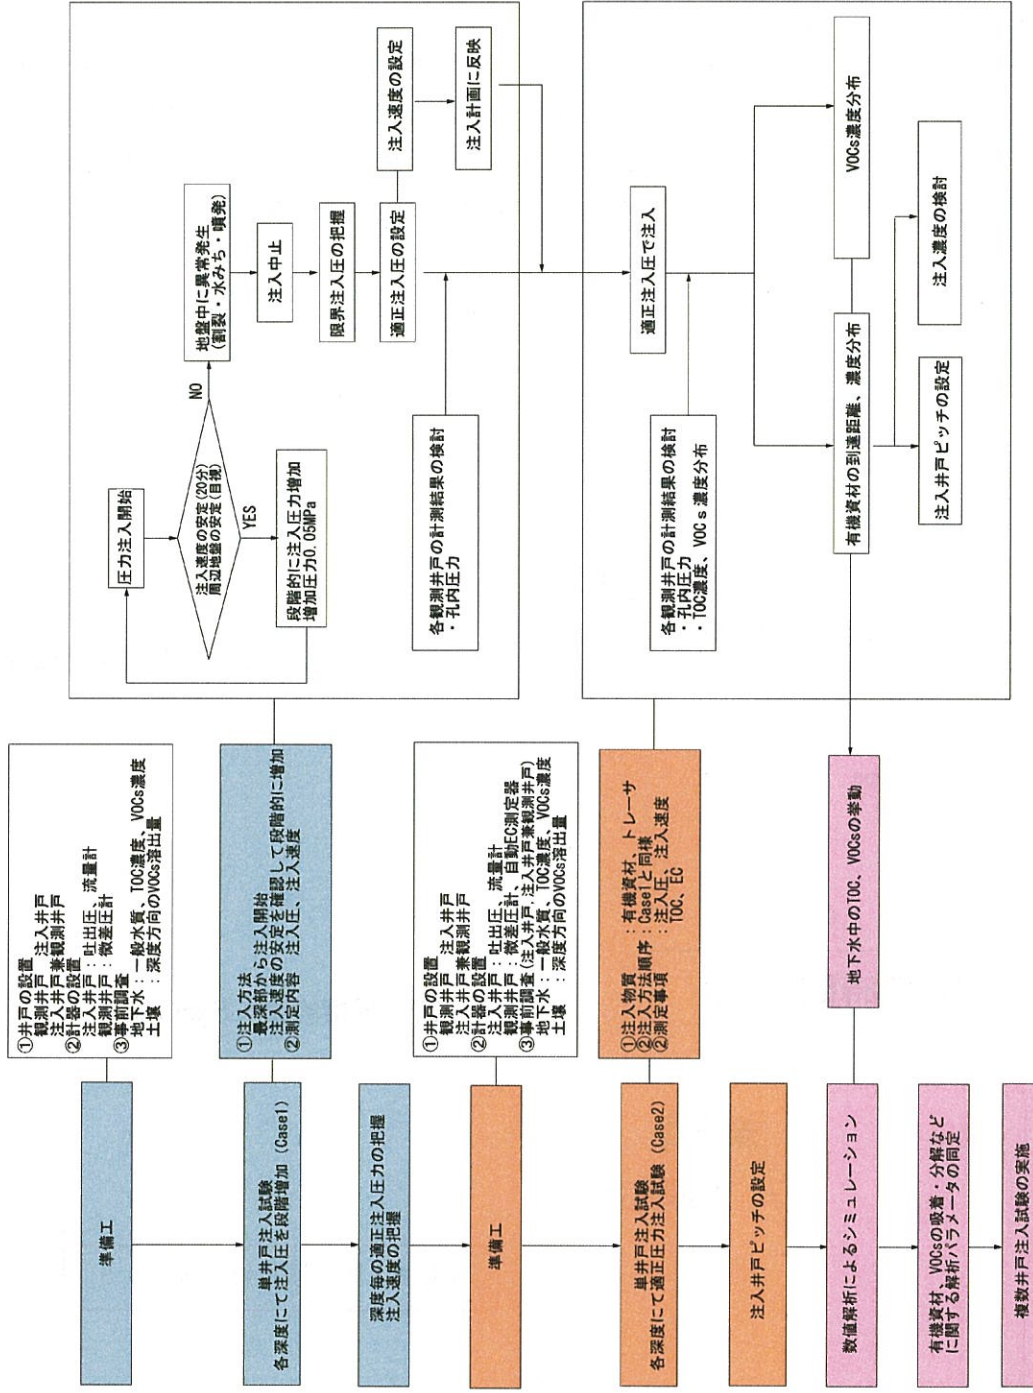 準備工
①井戸の設置
観測井戸 注入井戸
注入井戸兼観測井戸
②計器の設置
注入井戸：吐出圧、流量計
観測井戸：微差圧計
③事前調査
地下水：一般水質、TOC濃度、VOCs濃度
土壌 ：深度方向のVOCs溶出量
単井戸注入試験
各深度にて注入圧を段階増加 (Case1)
①注入方法
最深部から注入開始
注入速度の安定を確認して段階的に増加
②測定内容 注入圧、注入速度
圧力注入開始
注入速度の安定(20分)
周辺地盤の安定(目視)
NO
YES
地盤中に異常発生
(割裂・水みち・噴発)
段階的に注入圧力増加
増加圧力0.05MPa
注入中止
限界注入圧の把握
適正注入圧の設定
注入速度の設定
注入計画に反映
各観測井戸の計測結果の検討
・孔内圧力
深度毎の適正注入圧力の把握
注入速度の把握
準備工
①井戸の設置
観測井戸 注入井戸
注入井戸兼観測井戸
②計器の設置
注入井戸：吐出圧、流量計
観測井戸：微差圧計、自動EC測定器
③事前調査(注入井戸,注入井戸兼観測井戸)
地下水：一般水質、TOC濃度、VOCs濃度
土壌 ：深度方向のVOCs溶出量
単井戸注入試験
各深度にて適正圧力注入試験 (Case2)
①注入物質 ：有機資材、トレーサ
②注入方法順序：Case1と同様
②測定事項 ：注入圧、注入速度
TOC、EC
適正注入圧で注入
各観測井戸の計測結果の検討
・孔内圧力
・TOC濃度、VOCｓ濃度分布
有機資材の到達距離、濃度分布
VOCs濃度分布
注入井戸ピッチの設定
注入濃度の検討
注入井戸ピッチの設定
数値解析によるシミュレーション
地下水中のTOC、VOCsの挙動
有機資材、VOCsの吸着・分解など
に関する解析パラメータの同定
複数井戸注入試験の実施